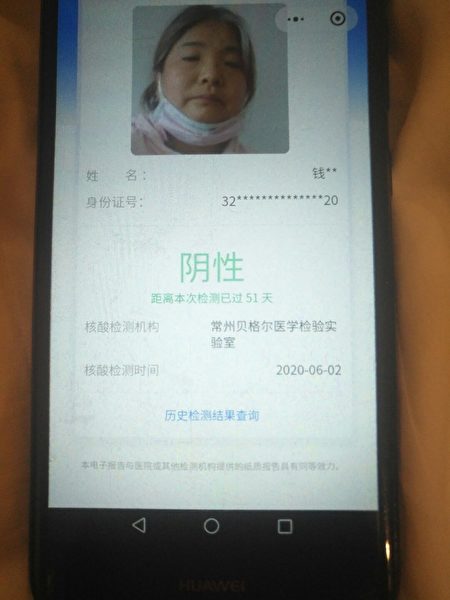 姓 名：
钱**
身份证号：
32**************20
阴性
距离本次检测已过 51 天
核酸检测机构
常州贝格尔医学检验实
验室
核酸检测时间
2020-06-02
历史检测结果查询
本电子报告与医院或其他检测机构提供的纸质报告具有同等效力。
HUAWEI